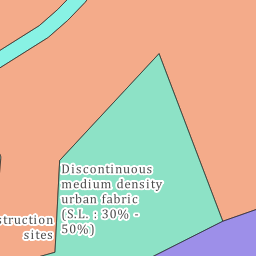 Discontinuous
medium density
urban fabric
(S.L. : 30% -
50%)
struction
sites